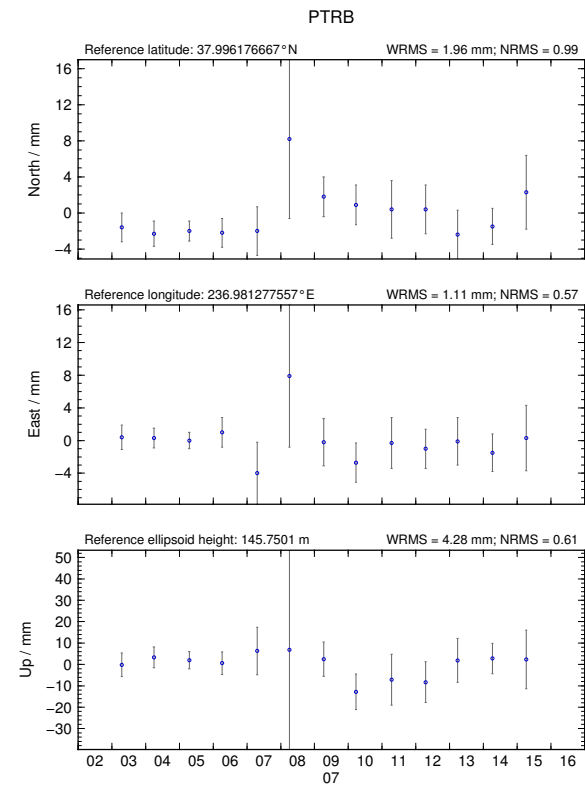 PTRB
Reference latitude: 37.996176667°N WRMS = 1.96 mm; NRMS = 0.99
16
12
8
4
0
−4
North / mm
Reference longitude: 236.981277557°E WRMS = 1.11 mm; NRMS = 0.57
16
12
8
4
0
−4
East / mm
Reference ellipsoid height: 145.7501 m WRMS = 4.28 mm; NRMS = 0.61
50
40
30
20
10
0
−10
−20
−30
Up / mm
02 03 04 05 06 07 08 09 10 11 12 13 14 15 16
07